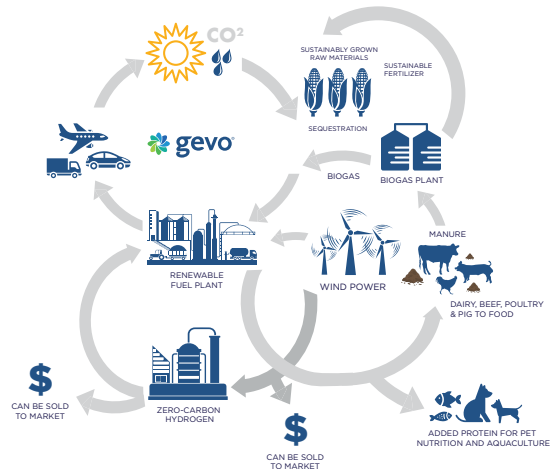 CO²
SUSTAINABLY GROWN
RAW MATERIALS
SUSTAINABLE
FERTILIZER
SEQUESTRATION
gevo®
BIOGAS
BIOGAS PLANT
MANURE
RENEWABLE
FUEL PLANT
WIND POWER
DAIRY, BEEF, POULTRY
& PIG TO FOOD
$
CAN BE SOLD
TO MARKET
ZERO-CARBON
HYDROGEN
$
CAN BE SOLD
TO MARKET
ADDED PROTEIN FOR PET
NUTRITION AND AQUACULTURE